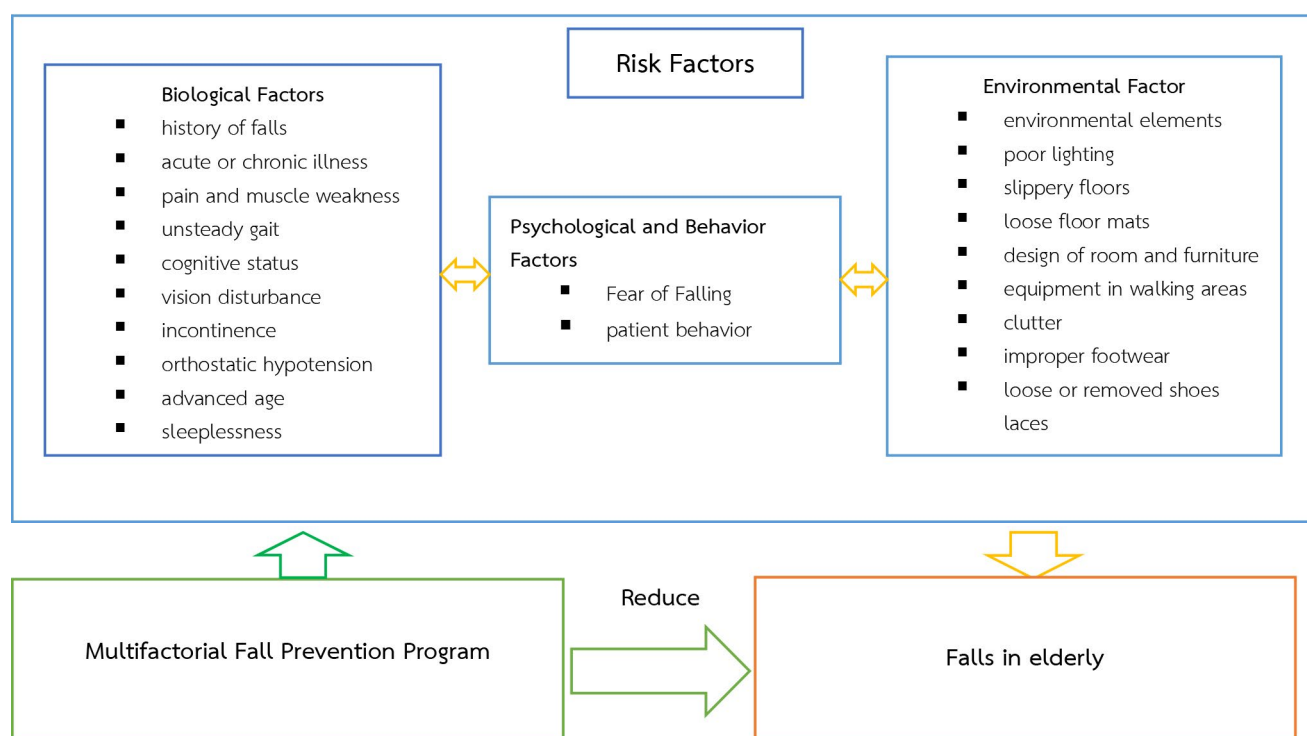 Risk Factors
Biological Factors
history of falls
acute or chronic illness
pain and muscle weakness
unsteady gait
cognitive status
vision disturbance
incontinence
orthostatic hypotension
advanced age
sleeplessness
Psychological and Behavior
Factors
Fear of Falling
patient behavior
Environmental Factor
environmental elements
poor lighting
slippery floors
loose floor mats
design of room and furniture
equipment in walking areas
clutter
improper footwear
loose or removed shoes
laces
Multifactorial Fall Prevention Program
Reduce
Falls in elderly